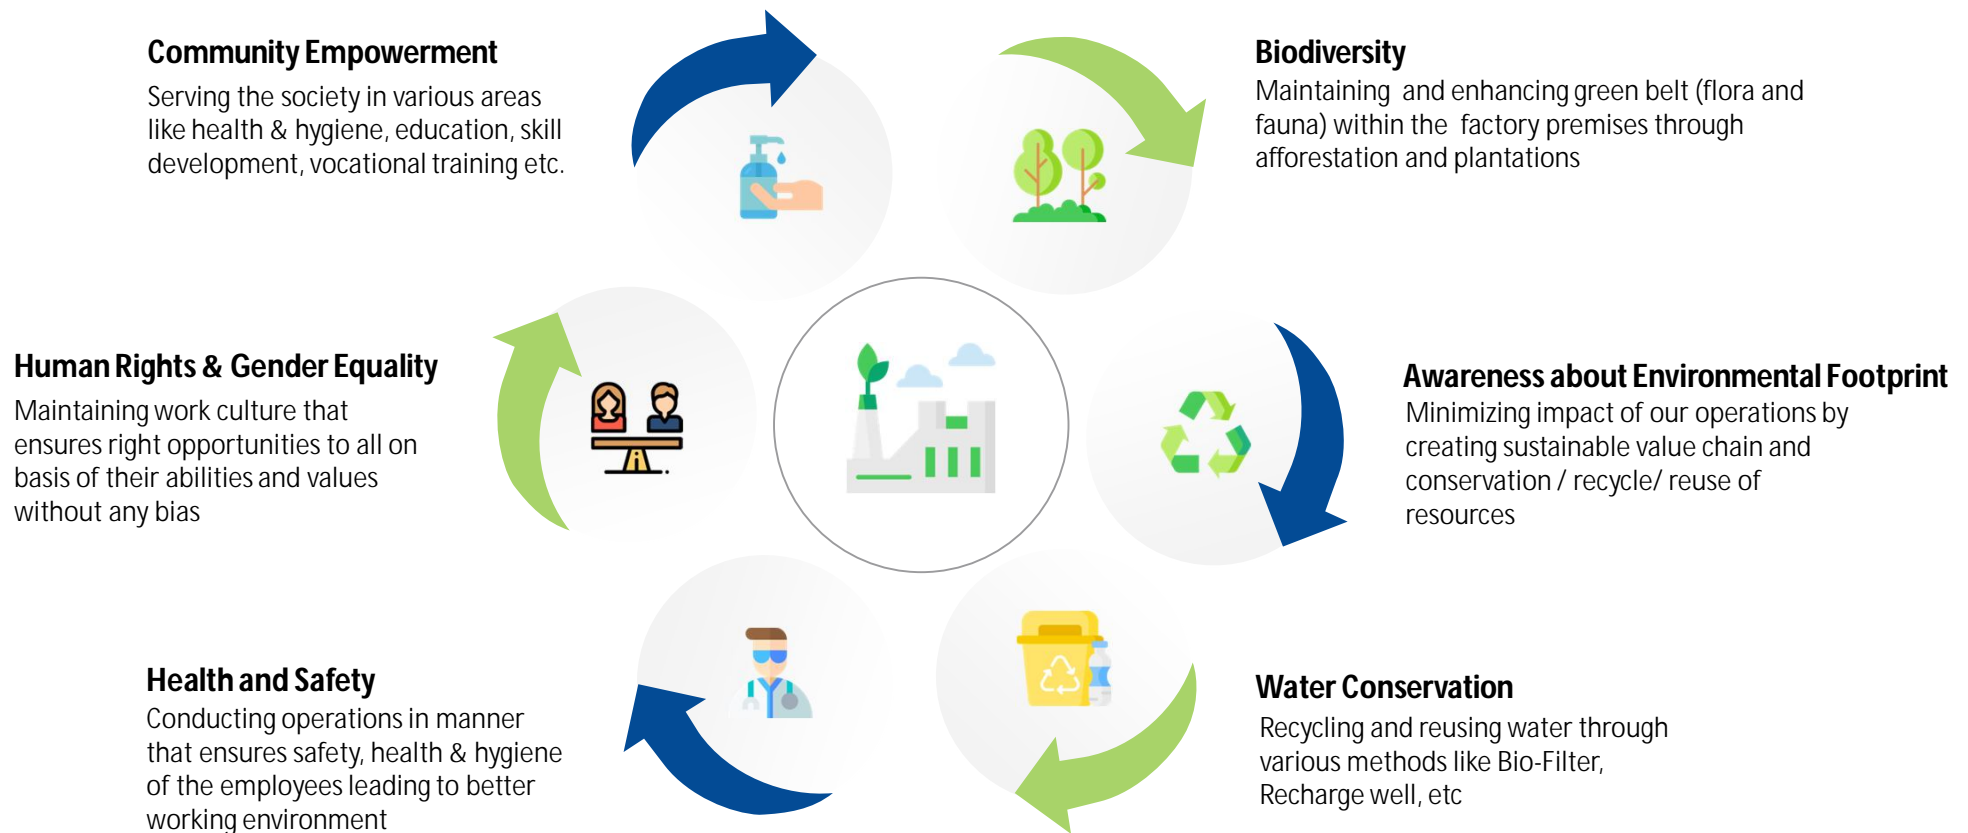 Community Empowerment
Serving the society in various areas
like health & hygiene, education, skill
development, vocational training etc.
Biodiversity
Maintaining and enhancing green belt (flora and
fauna) within the factory premises through
afforestation and plantations
Human Rights & Gender Equality
Maintaining work culture that
ensures right opportunities to all on
basis of their abilities and values
without any bias
Awareness about Environmental Footprint
Minimizing impact of our operations by
creating sustainable value chain and
conservation / recycle/ reuse of
resources
Health and Safety
Conducting operations in manner
that ensures safety, health & hygiene
of the employees leading to better
working environment
Water Conservation
Recycling and reusing water through
various methods like Bio-Filter,
Recharge well, etc